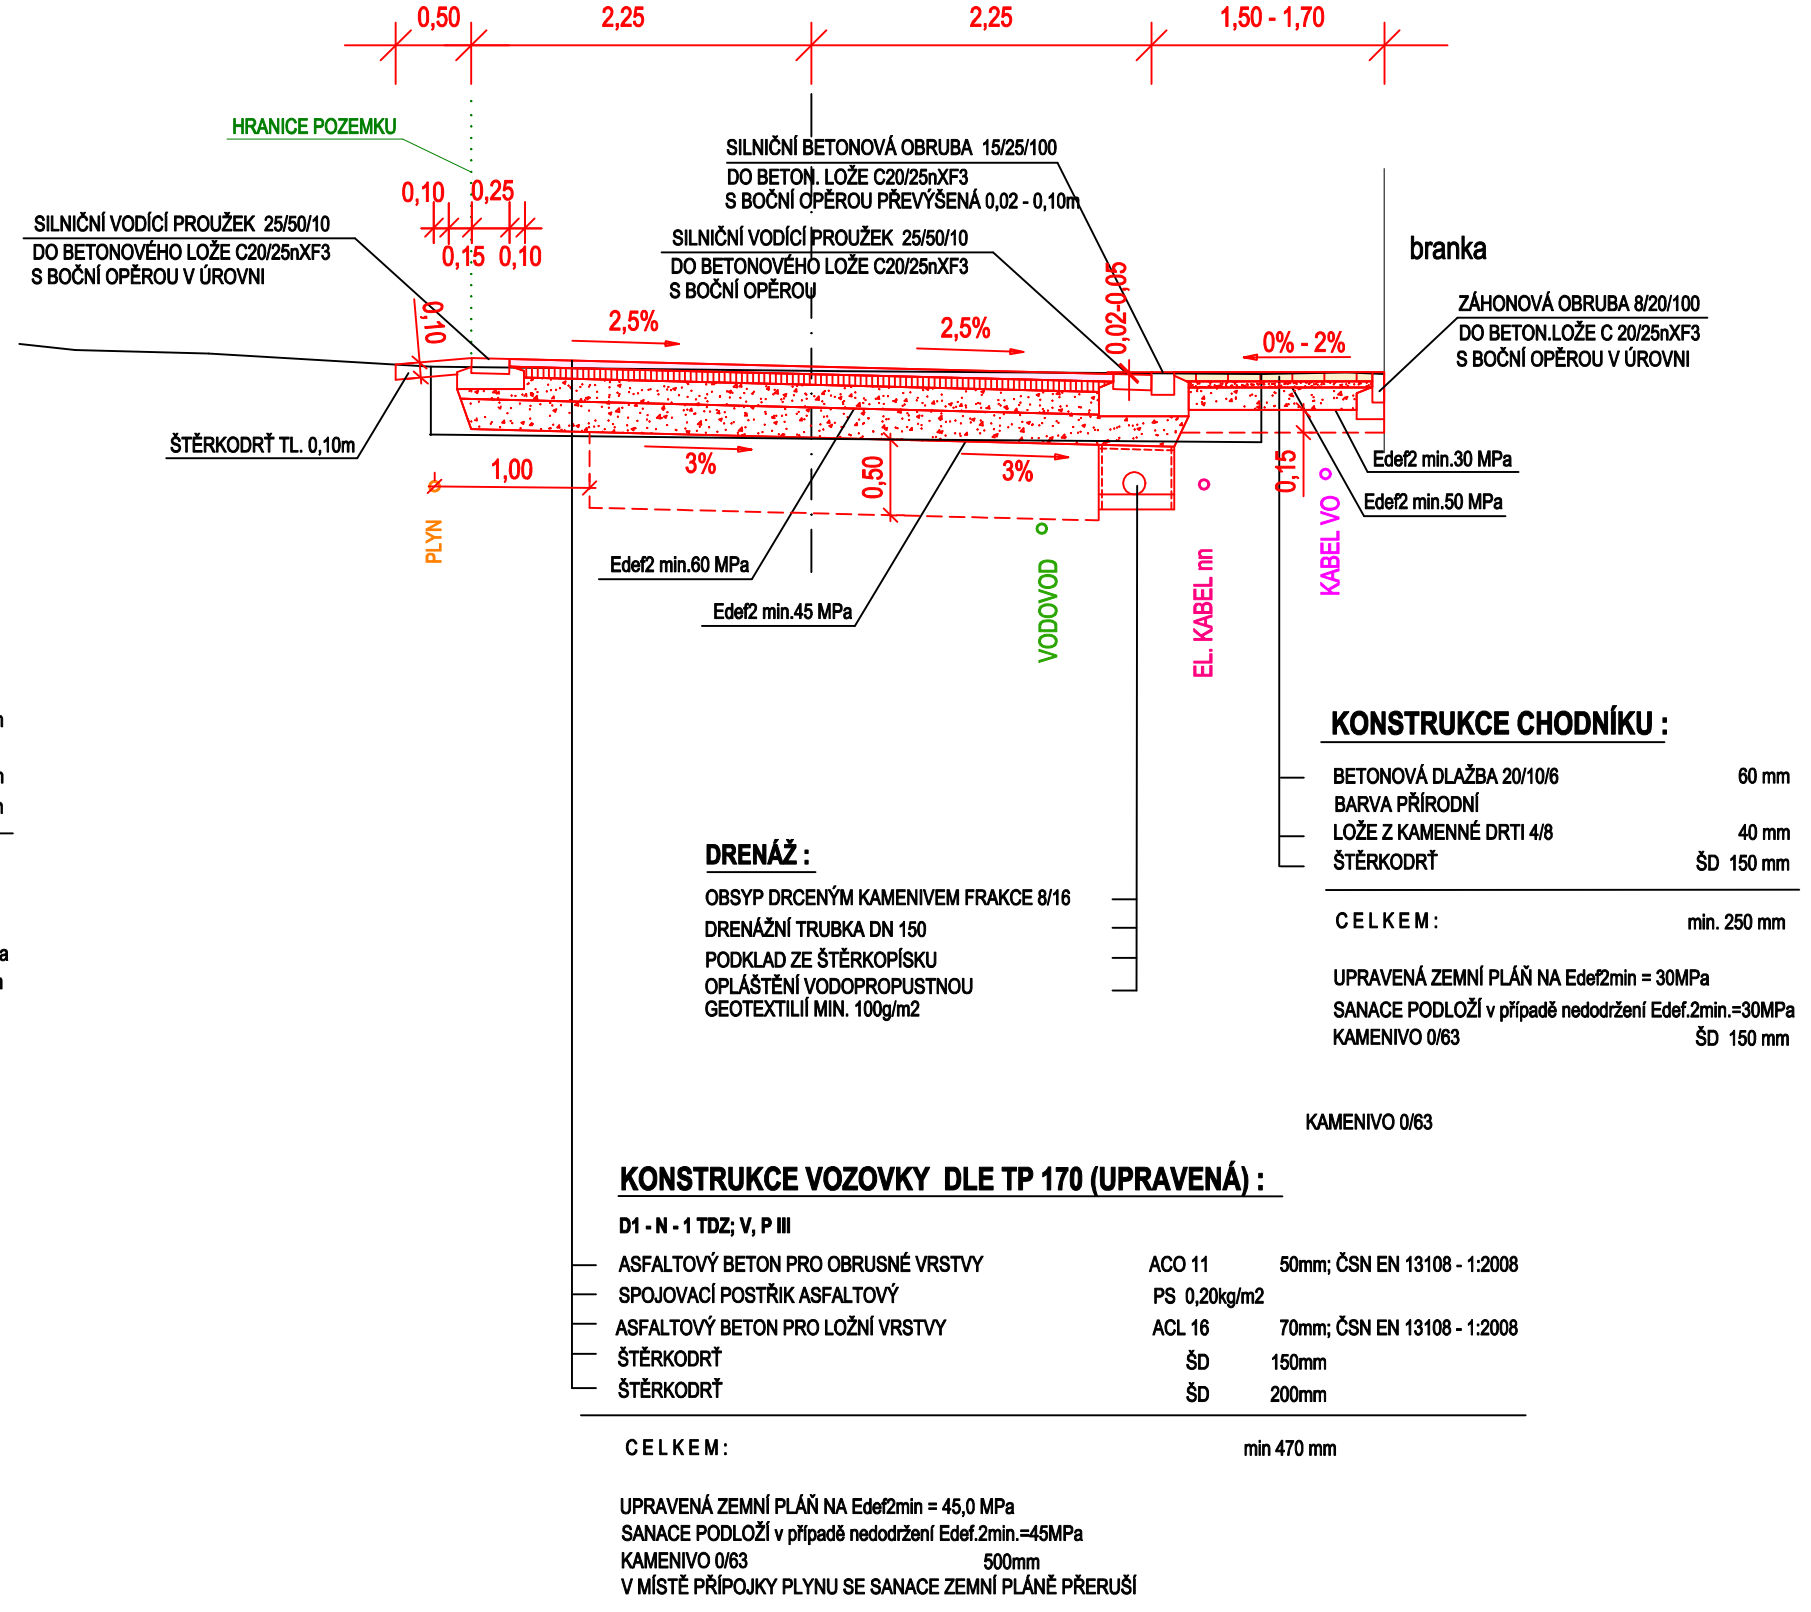 0,50 2,25 2,25 1,50 - 1,70
HRANICE POZEMKU
SILNIČNÍ BETONOVÁ OBRUBA 15/25/100
DO BETON. LOŽE C20/25nXF3
S BOČNÍ OPĚROU PŘEVÝŠENÁ 0,02 - 0,10m
0,10 0,25
0,15 0,10
SILNIČNÍ VODÍCÍ PROUŽEK 25/50/10
DO BETONOVÉHO LOŽE C20/25nXF3
S BOČNÍ OPĚROU V ÚROVNI
SILNIČNÍ VODÍCÍ PROUŽEK 25/50/10
DO BETONOVÉHO LOŽE C20/25nXF3
S BOČNÍ OPĚROU
branka
ZÁHONOVÁ OBRUBA 8/20/100
DO BETON.LOŽE C 20/25nXF3
S BOČNÍ OPĚROU V ÚROVNI
0,10
2,5%
2,5%
0,02-0,05
0% - 2%
ŠTĚRKODRŤ TL. 0,10m
1,00
3%
0,50
3%
0,15
Edef2 min.30 MPa
Edef2 min.50 MPa
PLYN
Edef2 min.60 MPa
Edef2 min.45 MPa
VODOVOD
EL. KABEL nn
KABEL VO
KONSTRUKCE CHODNÍKU :
BETONOVÁ DLAŽBA 20/10/6 60 mm
BARVA PŘÍRODNÍ
LOŽE Z KAMENNÉ DRTI 4/8 40 mm
ŠTĚRKODRŤ ŠD 150 mm
C E L K E M : min. 250 mm
UPRAVENÁ ZEMNÍ PLÁŇ NA Edef2min = 30MPa
SANACE PODLOŽÍ v případě nedodržení Edef.2min.=30MPa
KAMENIVO 0/63 ŠD 150 mm
KAMENIVO 0/63
DRENÁŽ :
OBSYP DRCENÝM KAMENIVEM FRAKCE 8/16
DRENÁŽNÍ TRUBKA DN 150
PODKLAD ZE ŠTĚRKOPÍSKU
OPLÁŠTĚNÍ VODOPROPUSTNOU
GEOTEXTILIÍ MIN. 100g/m2
KONSTRUKCE VOZOVKY DLE TP 170 (UPRAVENÁ) :
D1 - N - 1 TDZ; V, P III
ASFALTOVÝ BETON PRO OBRUSNÉ VRSTVY ACO 11 50mm; ČSN EN 13108 - 1:2008
SPOJOVACÍ POSTŘIK ASFALTOVÝ PS 0,20kg/m2
ASFALTOVÝ BETON PRO LOŽNÍ VRSTVY ACL 16 70mm; ČSN EN 13108 - 1:2008
ŠTĚRKODRŤ ŠD 150mm
ŠTĚRKODRŤ ŠD 200mm
C E L K E M : min 470 mm
UPRAVENÁ ZEMNÍ PLÁŇ NA Edef2min = 45,0 MPa
SANACE PODLOŽÍ v případě nedodržení Edef.2min.=45MPa
KAMENIVO 0/63 500mm
V MÍSTĚ PŘÍPOJKY PLYNU SE SANACE ZEMNÍ PLÁNĚ PŘERUŠÍ